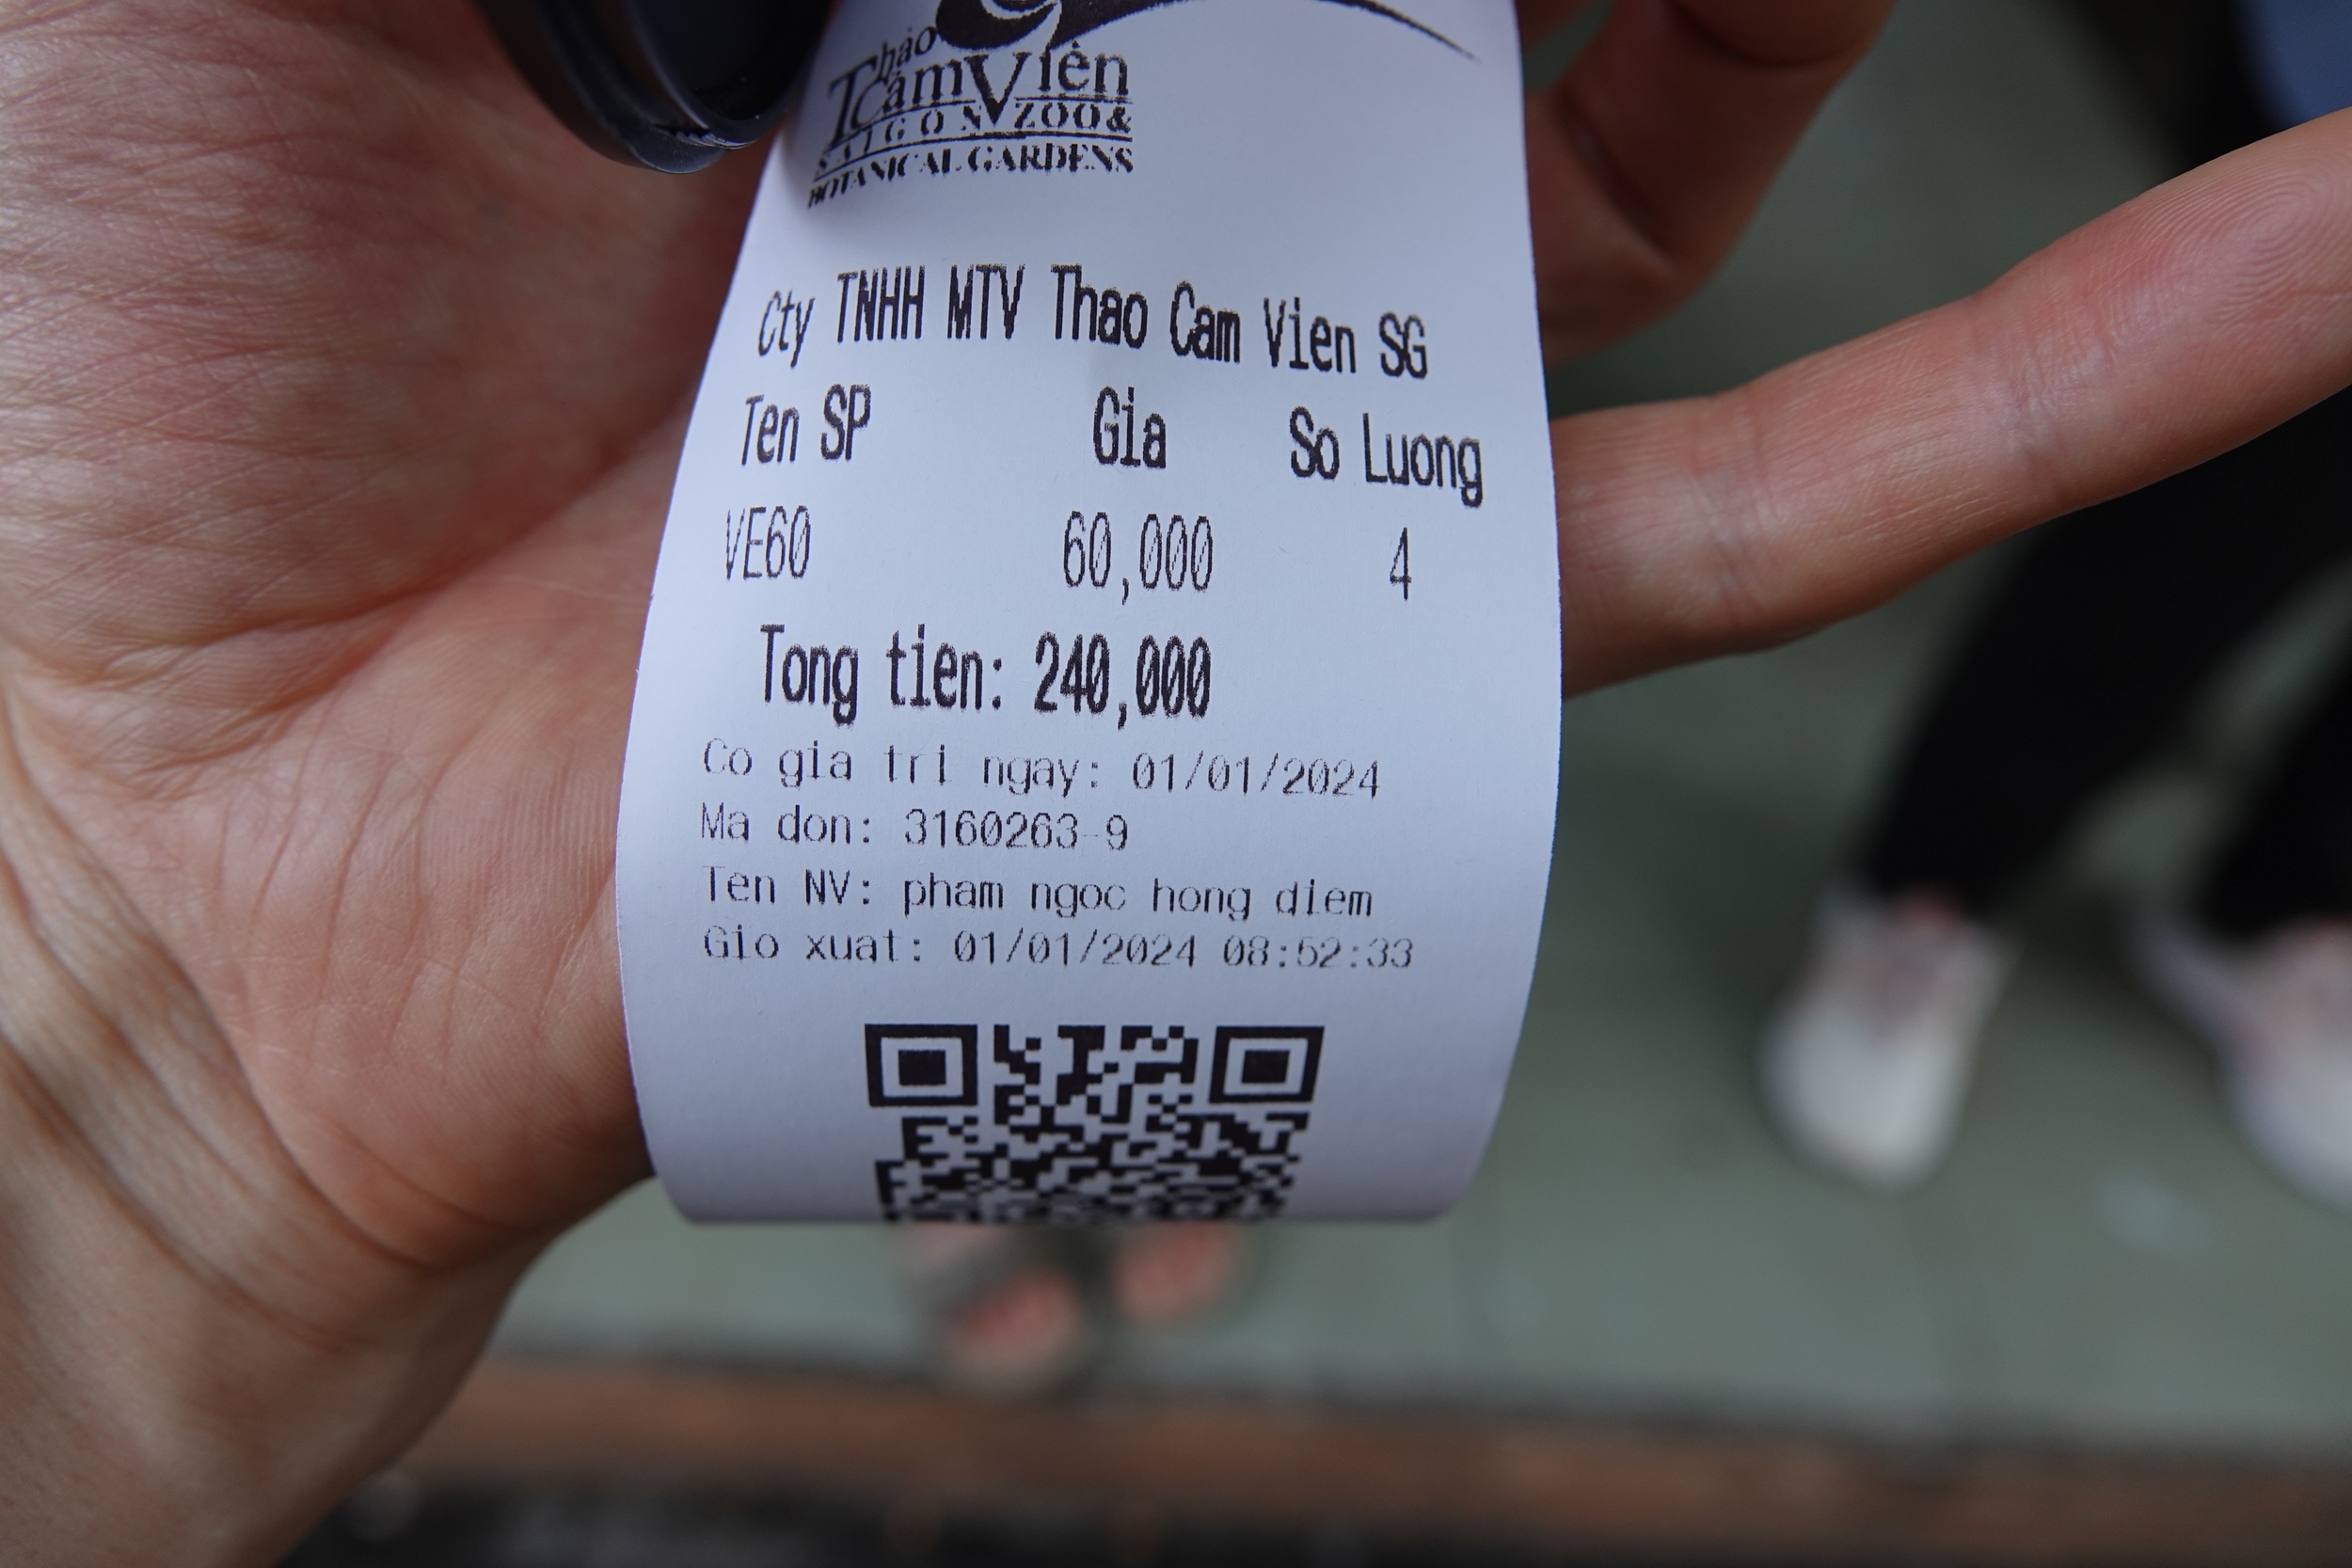 Thảo
Cầm Viên
SAIGON ZOO &
BOTANICAL GARDENS
Cty TNHH MTV Thao Cam Vien SG
Ten SP Gia So Luong
VE60 60,000 4
Tong tien: 240,000
Co gia tri ngay: 01/01/2024
Ma don: 3160263-9
Ten NV: pham ngoc hong diem
Gio xuat: 01/01/2024 08:52:33